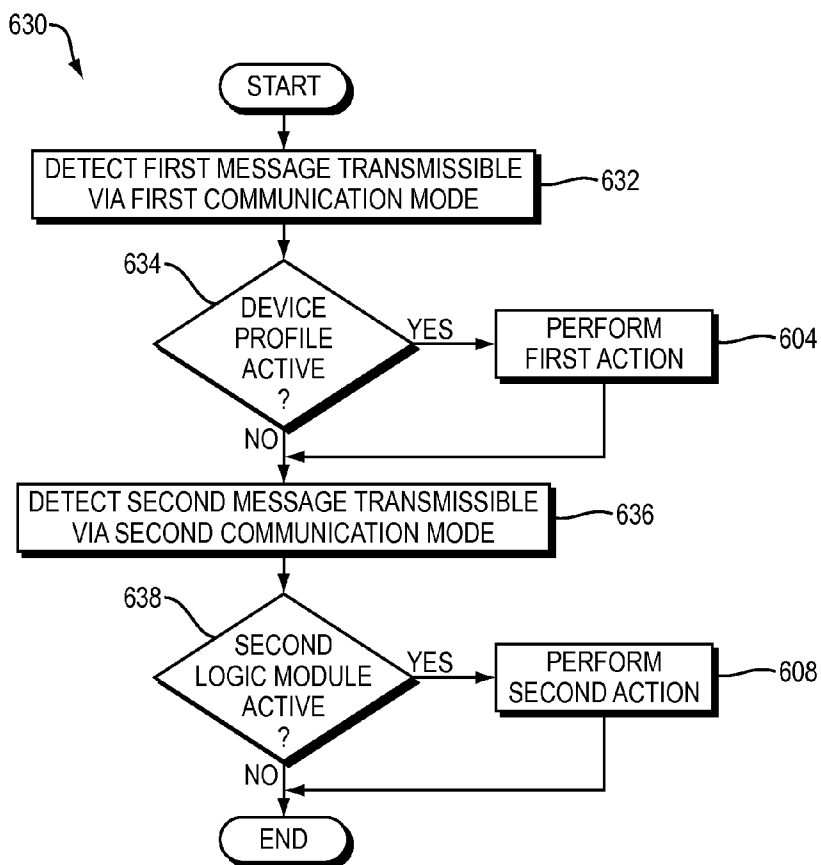 630
START
DETECT FIRST MESSAGE TRANSMISSIBLE
VIA FIRST COMMUNICATION MODE
632
634
DEVICE
PROFILE
ACTIVE
?
YES
PERFORM
FIRST ACTION
604
NO
DETECT SECOND MESSAGE TRANSMISSIBLE
VIA SECOND COMMUNICATION MODE
636
638
SECOND
LOGIC MODULE
ACTIVE
?
YES
PERFORM
SECOND ACTION
608
NO
END